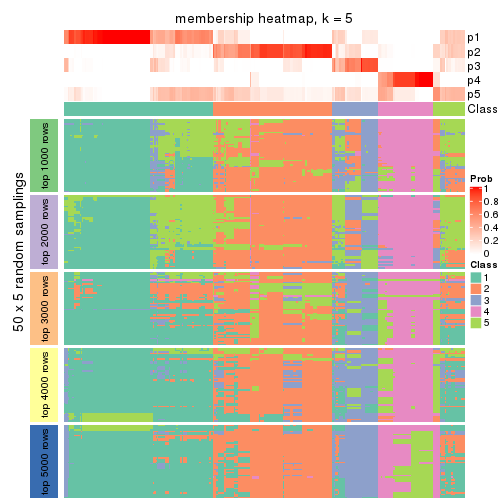 membership heatmap, k = 5
p1
p2
p3
p4
p5
Class
50 x 5 random samplings
top 1000 rows
top 2000 rows
top 3000 rows
top 4000 rows
top 5000 rows
Prob
1
0.8
0.6
0.4
0.2
0
Class
1
2
3
4
5